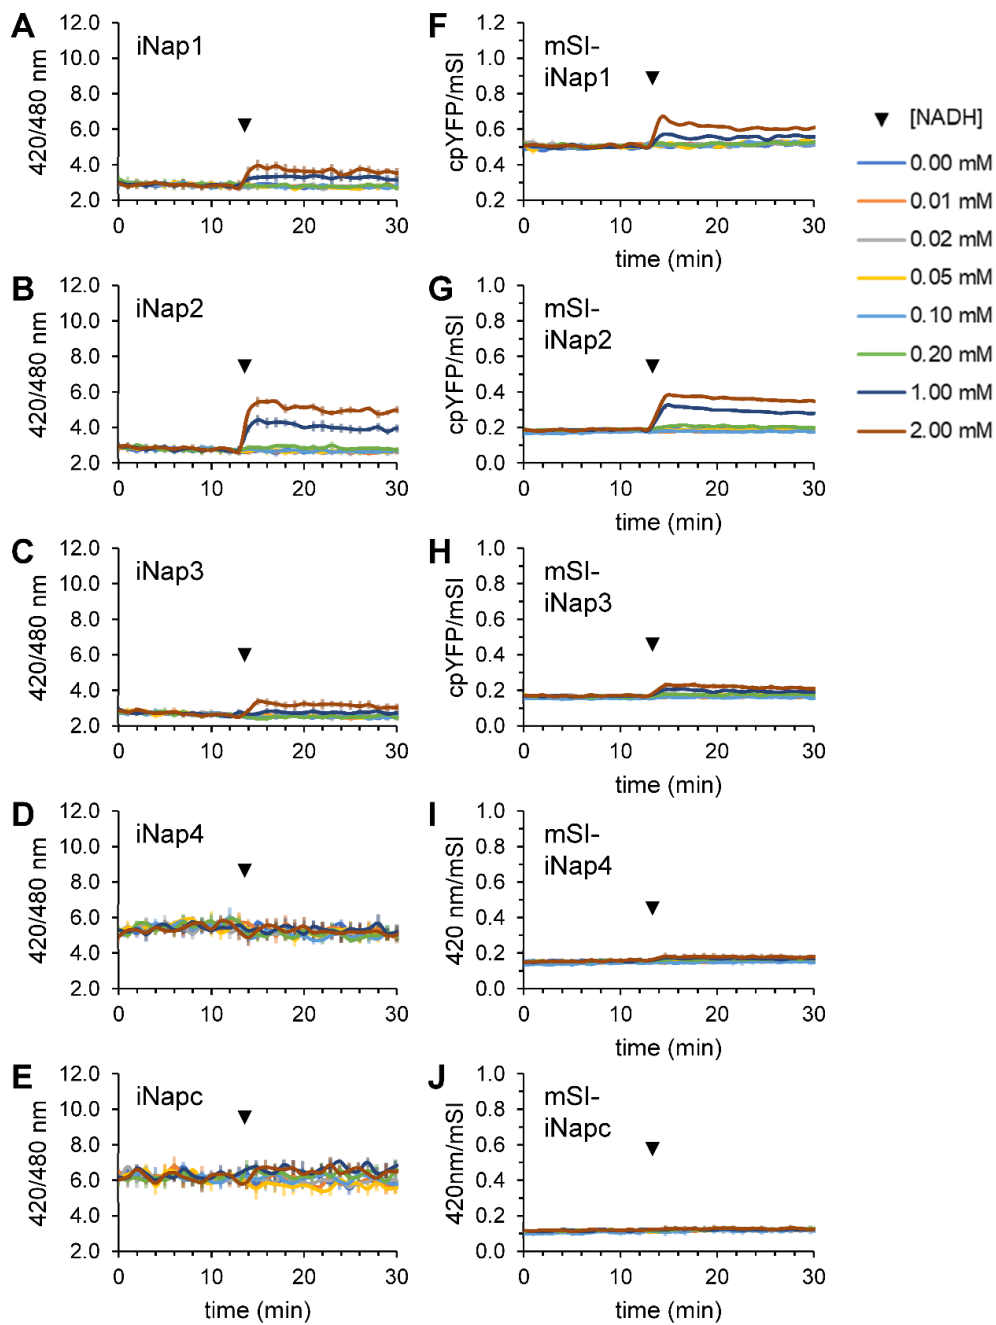 A
iNap1
420/480 nm
12.0
10.0
8.0
6.0
4.0
2.0
0 10 20 30
F
mSI-
iNap1
cpYFP/mSI
1.2
1.0
0.8
0.6
0.4
0.2
0 10 20 30
time (min)
[NADH]
0.00 mM
0.01 mM
0.02 mM
0.05 mM
0.10 mM
0.20 mM
1.00 mM
2.00 mM
B
iNap2
420/480 nm
12.0
10.0
8.0
6.0
4.0
2.0
0 10 20 30
G
mSI-
iNap2
cpYFP/mSI
1.0
0.8
0.6
0.4
0.2
0.0
0 10 20 30
time (min)
C
iNap3
420/480 nm
12.0
10.0
8.0
6.0
4.0
2.0
0 10 20 30
H
mSI-
iNap3
cpYFP/mSI
1.0
0.8
0.6
0.4
0.2
0.0
0 10 20 30
time (min)
D
iNap4
420/480 nm
12.0
10.0
8.0
6.0
4.0
2.0
0 10 20 30
I
mSI-
iNap4
420 nm/mSI
1.0
0.8
0.6
0.4
0.2
0.0
0 10 20 30
time (min)
E
iNapc
420/480 nm
12.0
10.0
8.0
6.0
4.0
2.0
0 10 20 30
time (min)
J
mSI-
iNapc
420nm/mSI
1.0
0.8
0.6
0.4
0.2
0.0
0 10 20 30
time (min)